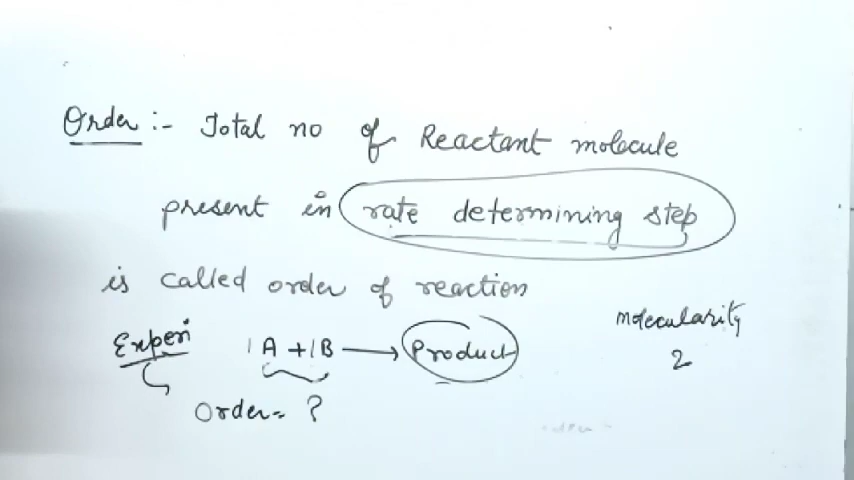 Order :- Total no of Reactant molecule
present in rate determining step
is called order of reaction
molecularity
Experi 1A + 1B → Product
2
Order = ?